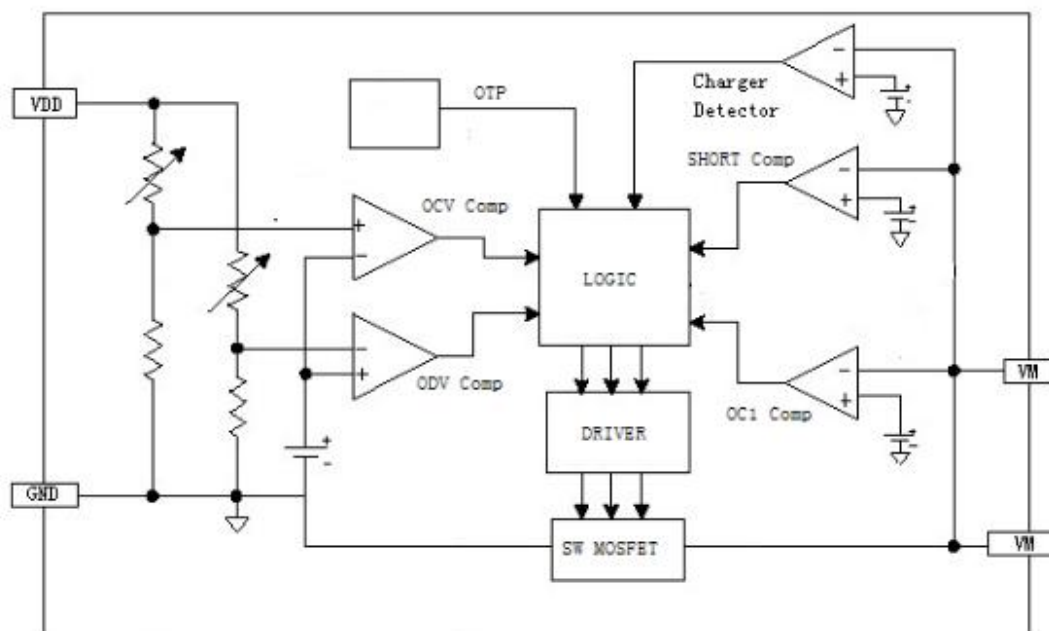 VDD
OTP
Charger
Detector
-
+
+
-
SHORT Comp
-
+
+
-
OCV Comp
+
-
LOGIC
-
+
ODV Comp
OC1 Comp
-
+
+
-
VM
DRIVER
+
-
GND
SW MOSFET
VM